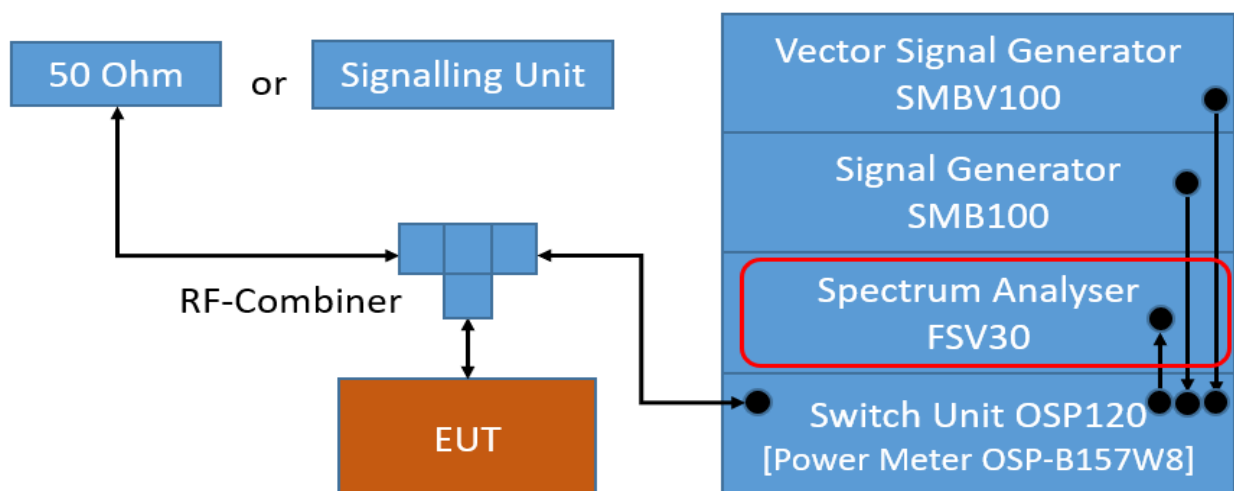 50 Ohm
or
Signalling Unit
RF-Combiner
EUT
Vector Signal Generator
SMBV100
Signal Generator
SMB100
Spectrum Analyser
FSV30
Switch Unit OSP120
[Power Meter OSP-B157W8]